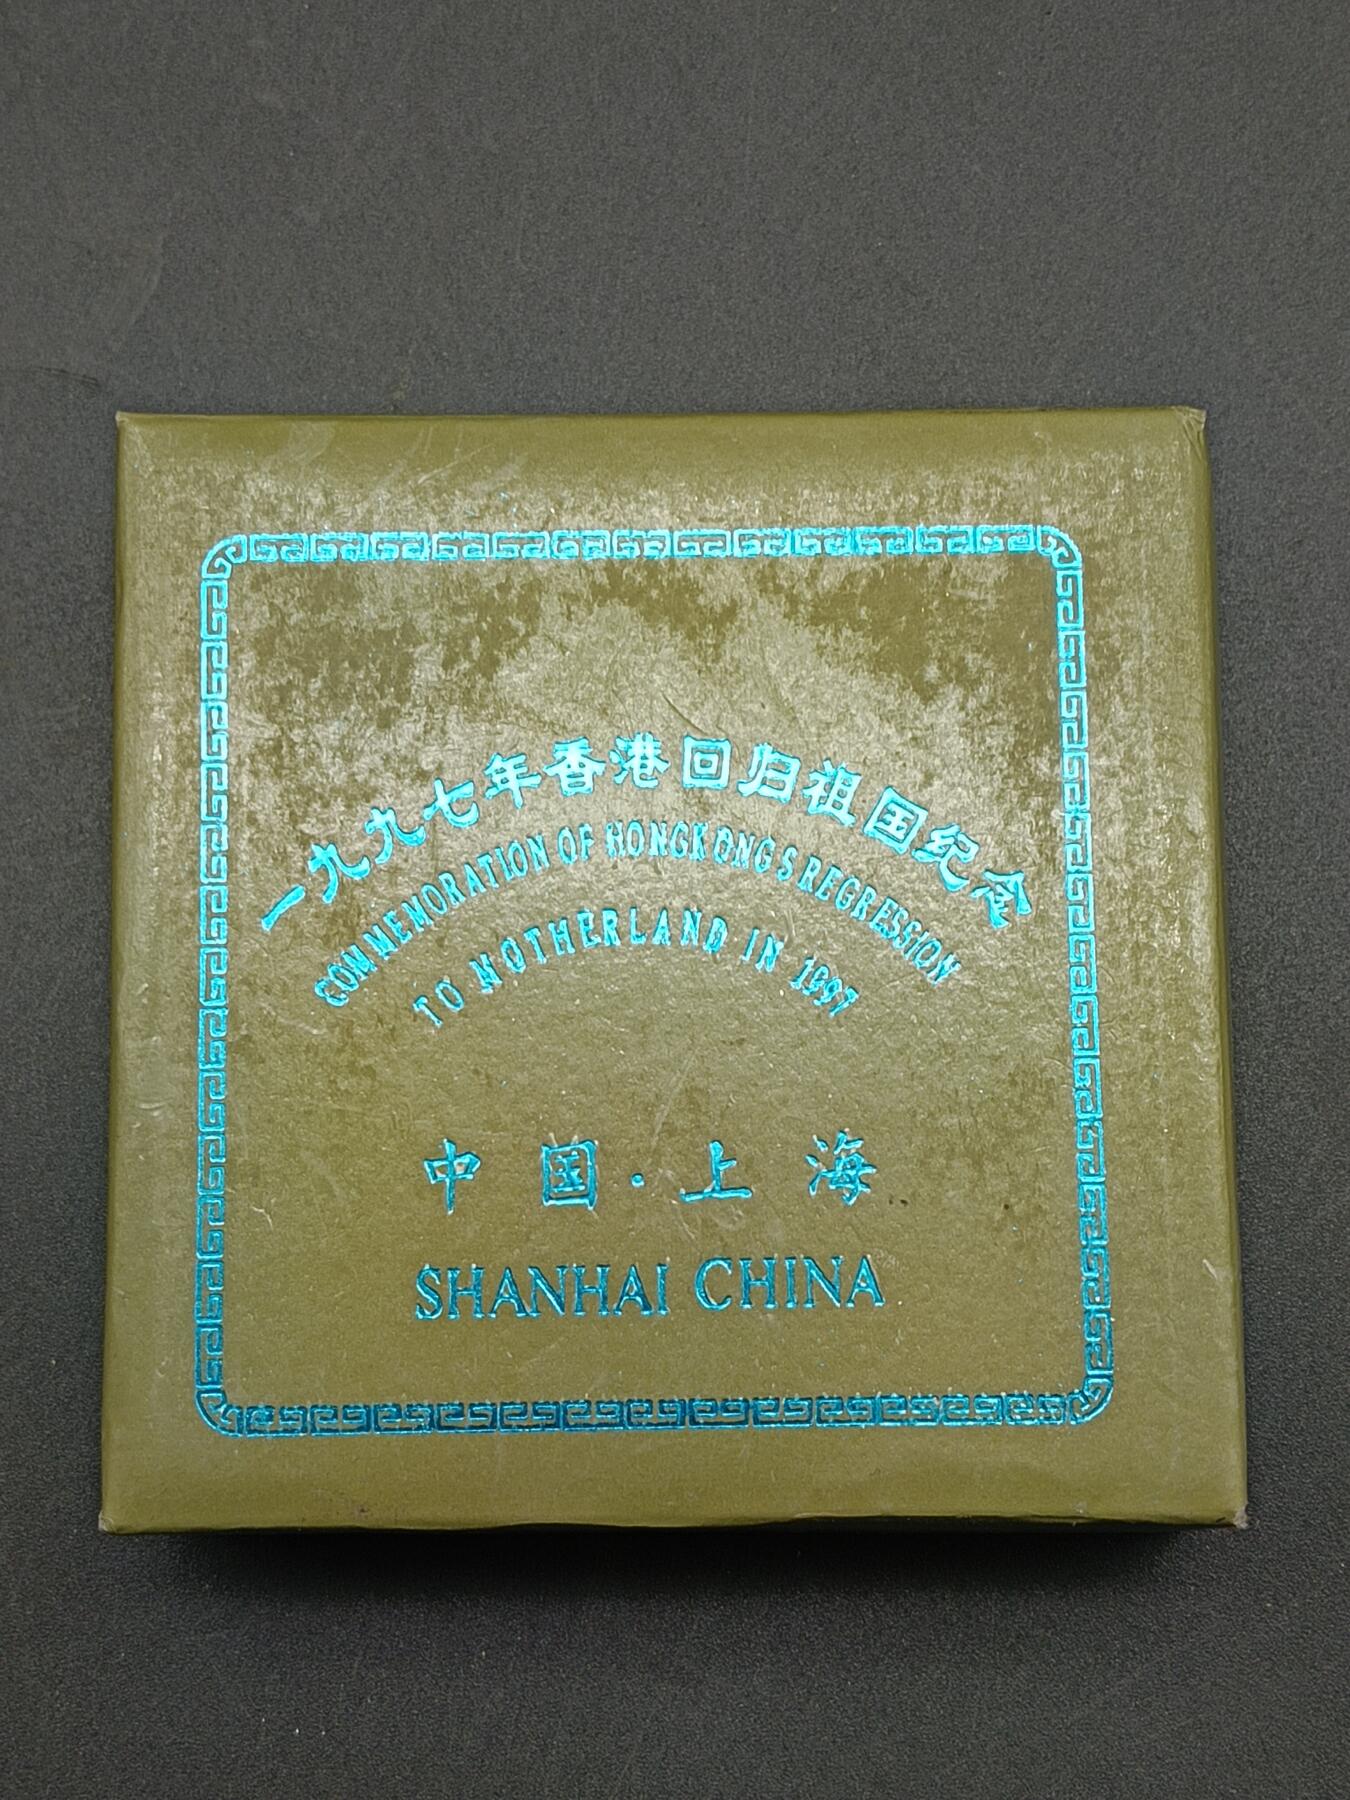 一九九七年香港回归祖国纪念
COMMEMORATION OF HONGKONG S REGRESSION
TO MOTHERLAND IN 1997
中国·上海
SHANHAI CHINA